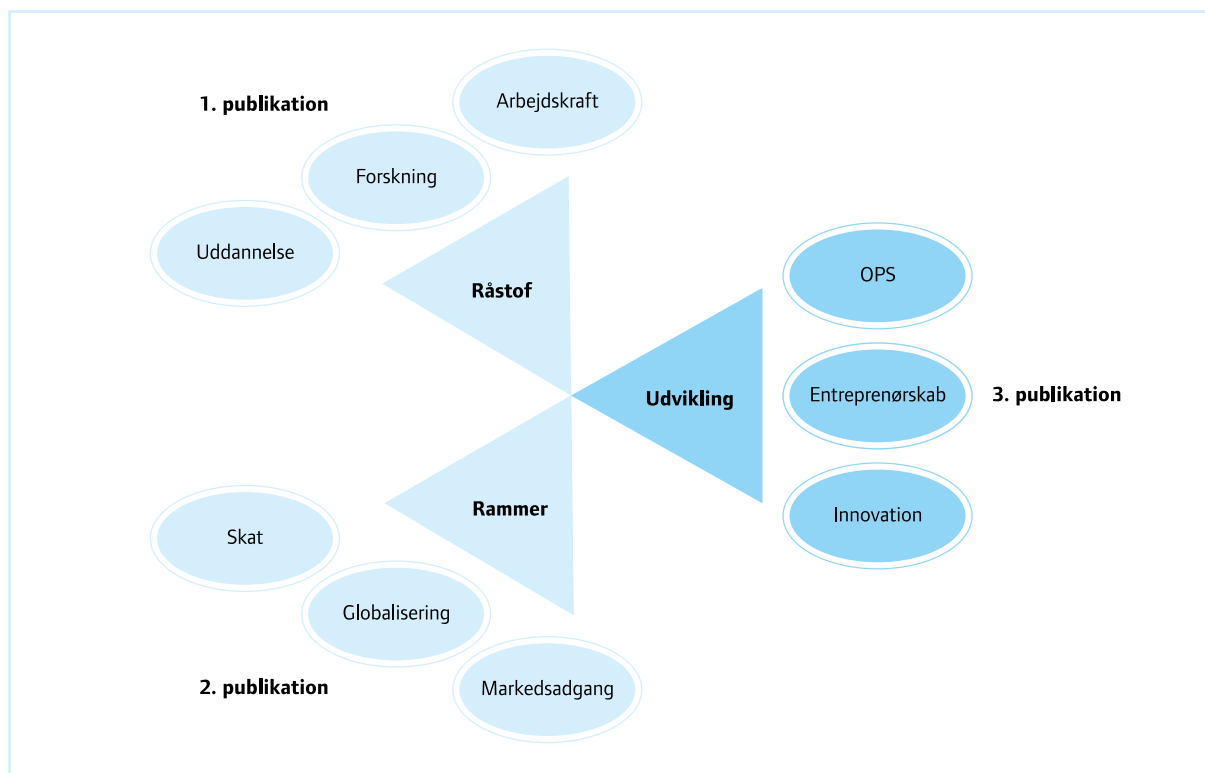 1. publikation
Arbejdskraft
Forskning
Uddannelse
Råstof
OPS
Udvikling
Entreprenørskab
3. publikation
Innovation
Rammer
Skat
Globalisering
2. publikation
Markedsadgang